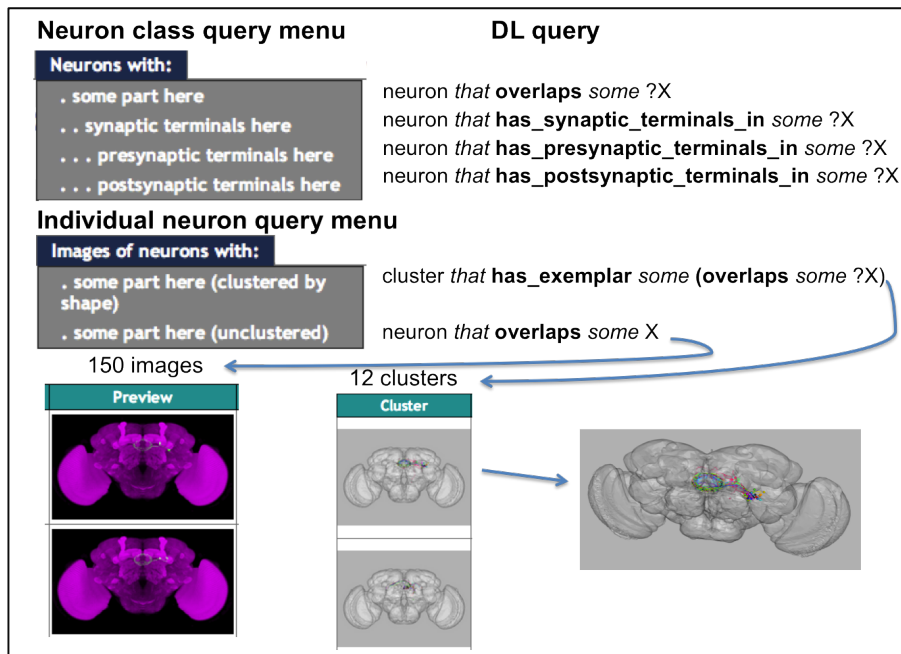 Neuron class query menu
DL query
Neurons with:
. some part here
neuron that overlaps some ?X
. . synaptic terminals here
neuron that has_synaptic_terminals_in some ?X
. . . presynaptic terminals here
neuron that has_presynaptic_terminals_in some ?X
. . . postsynaptic terminals here
neuron that has_postsynaptic_terminals_in some ?X
Individual neuron query menu
Images of neurons with:
. some part here (clustered by
shape)
cluster that has_exemplar some (overlaps some ?X)
. some part here (unclustered)
neuron that overlaps some X
150 images
12 clusters
Preview
Cluster